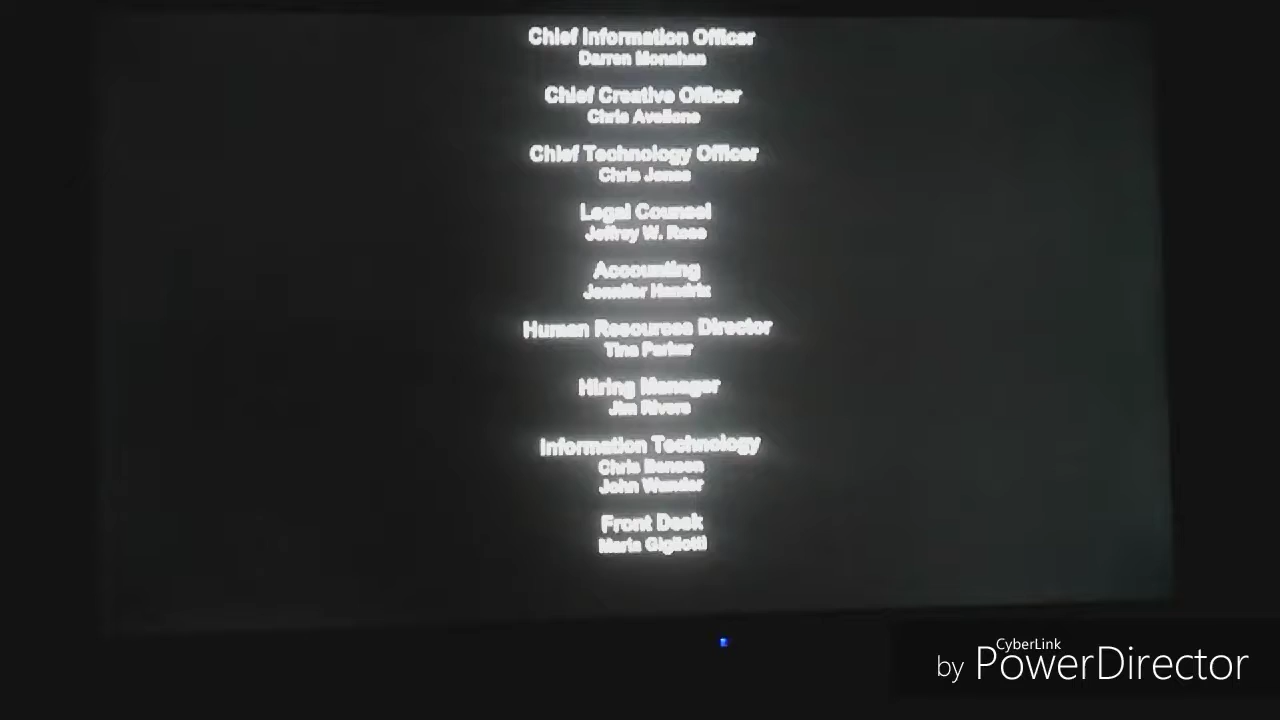 Chief Information Officer
Darren Monahan
Chief Creative Officer
Chris Avellone
Chief Technology Officer
Chris Jones
Legal Counsel
Jeffrey W. Rose
Accounting
Jennifer Hendrix
Human Resources Director
Tina Parker
Hiring Manager
Jim Rivers
Information Technology
Chris Benson
John Wunder
Front Desk
Maria Gigliotti
CyberLink
by PowerDirector